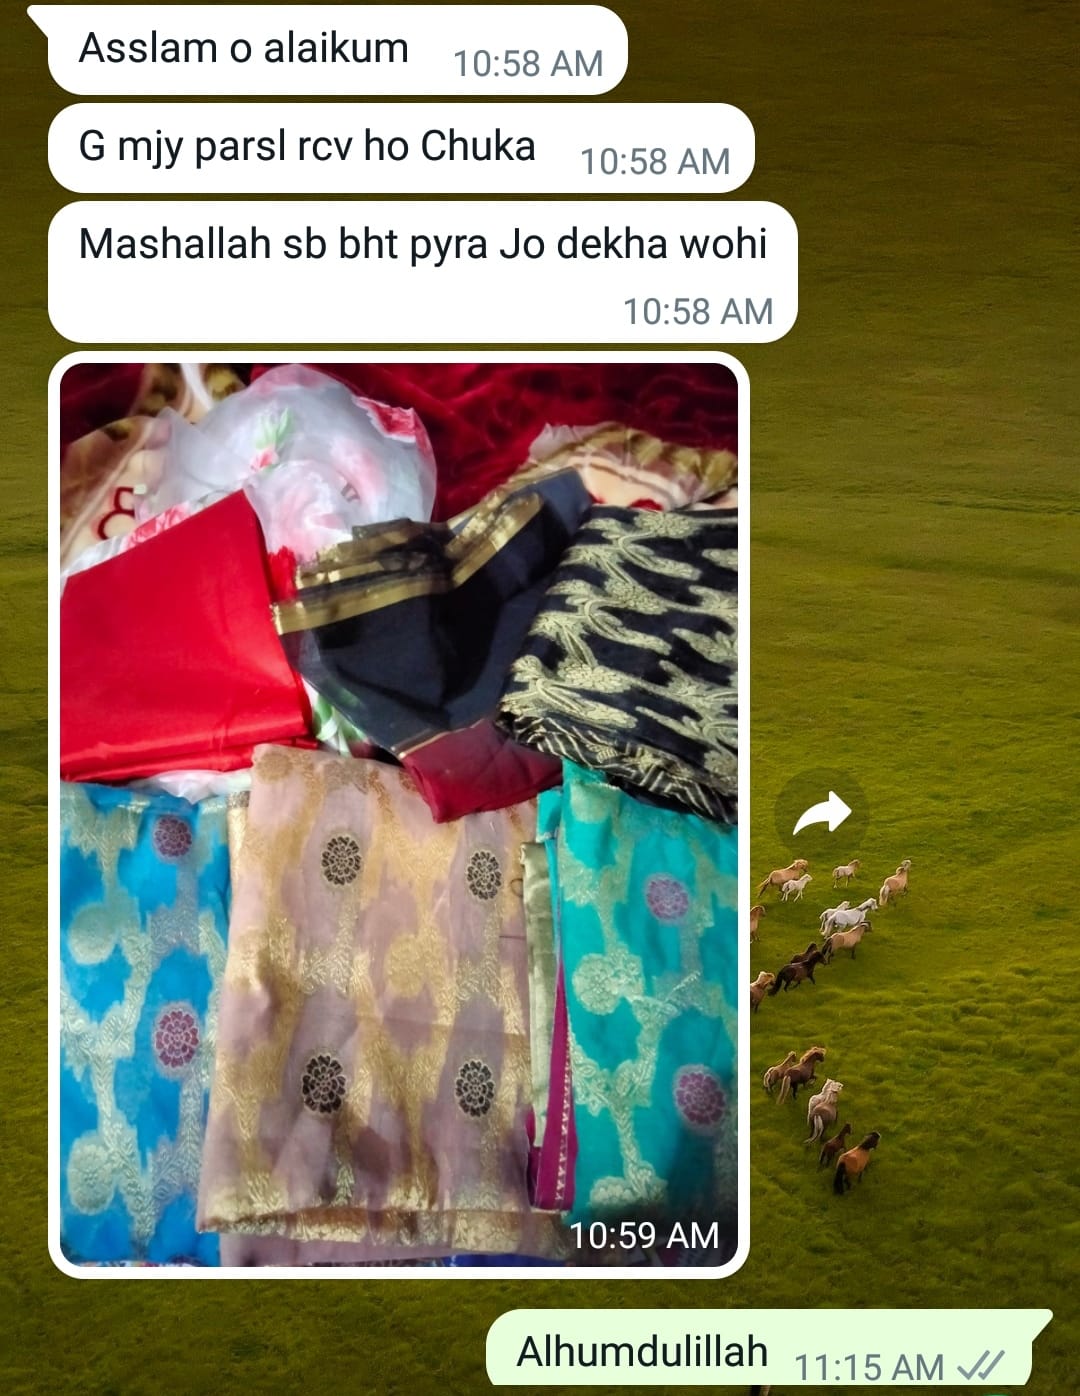 Asslam o alaikum 10:58 AM
G mjy parsl rcv ho Chuka 10:58 AM
Mashallah sb bht pyra Jo dekha wohi
10:58 AM
10:59 AM
Alhumdulillah 11:15 AM